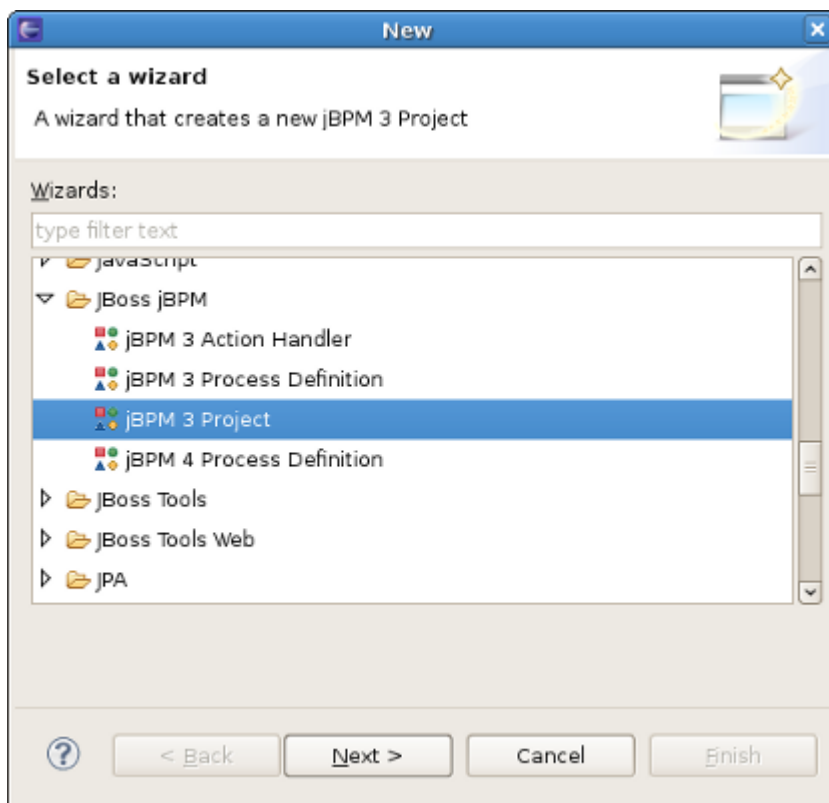 New
Select a wizard
A wizard that creates a new jBPM 3 Project
Wizards:
type filter text
JavaScript
JBoss jBPM
jBPM 3 Action Handler
jBPM 3 Process Definition
jBPM 3 Project
jBPM 4 Process Definition
JBoss Tools
JBoss Tools Web
JPA
? < Back Next > Cancel Finish